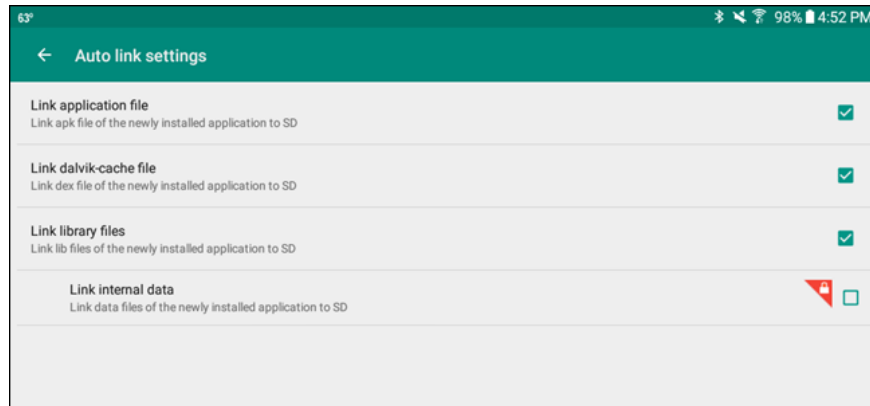 63°
98% 4:52 PM
Auto link settings
Link application file
Link apk file of the newly installed application to SD
Link dalvik-cache file
Link dex file of the newly installed application to SD
Link library files
Link lib files of the newly installed application to SD
Link internal data
Link data files of the newly installed application to SD